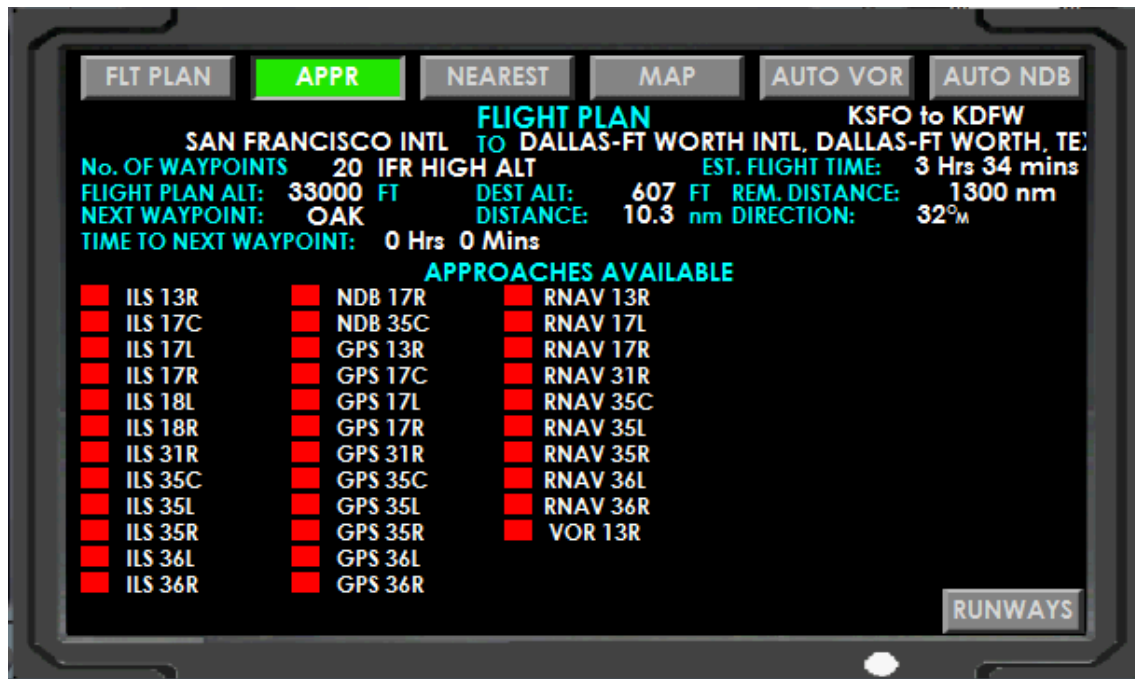 FLT PLAN APPR NEAREST MAP AUTO VOR AUTO NDB
FLIGHT PLAN KSFO to KDFW
SAN FRANCISCO INTL TO DALLAS-FT WORTH INTL, DALLAS-FT WORTH, TE
No. OF WAYPOINTS 20 IFR HIGH ALT EST. FLIGHT TIME: 3 Hrs 34 mins
FLIGHT PLAN ALT: 33000 FT DEST ALT: 607 FT REM. DISTANCE: 1300 nm
NEXT WAYPOINT: OAK DISTANCE: 10.3 nm DIRECTION: 32°M
TIME TO NEXT WAYPOINT: 0 Hrs 0 Mins
APPROACHES AVAILABLE
ILS 13R NDB 17R RNAV 13R
ILS 17C NDB 35C RNAV 17L
ILS 17L GPS 13R RNAV 17R
ILS 17R GPS 17C RNAV 31R
ILS 18L GPS 17L RNAV 35C
ILS 18R GPS 17R RNAV 35L
ILS 31R GPS 31R RNAV 35R
ILS 35C GPS 35C RNAV 36L
ILS 35L GPS 35L RNAV 36R
ILS 35R GPS 35R VOR 13R
ILS 36L GPS 36L
ILS 36R GPS 36R
RUNWAYS